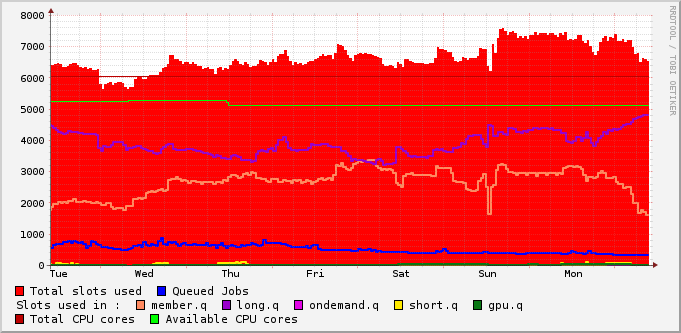 8000
7000
6000
5000
4000
3000
2000
1000
0
Tue Wed Thu Fri Sat Sun Mon
Total slots used Queued Jobs
Slots used in : member.q long.q ondemand.q short.q gpu.q
Total CPU cores Available CPU cores
RRDTOOL / TOBI OETIKER